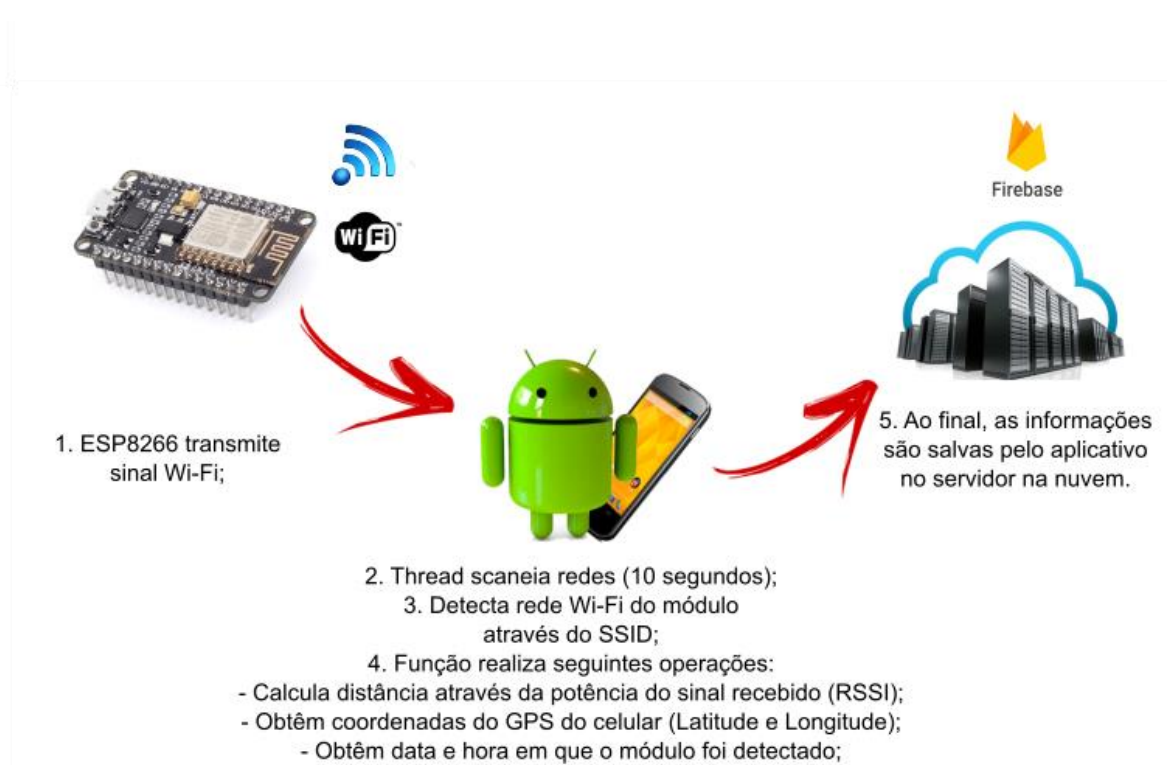 Wi Fi
Firebase
1. ESP8266 transmite
sinal Wi-Fi;
5. Ao final, as informações
são salvas pelo aplicativo
no servidor na nuvem.
2. Thread scaneia redes (10 segundos);
3. Detecta rede Wi-Fi do módulo
através do SSID;
4. Função realiza seguintes operações:
- Calcula distância através da potência do sinal recebido (RSSI);
- Obtêm coordenadas do GPS do celular (Latitude e Longitude);
- Obtêm data e hora em que o módulo foi detectado;